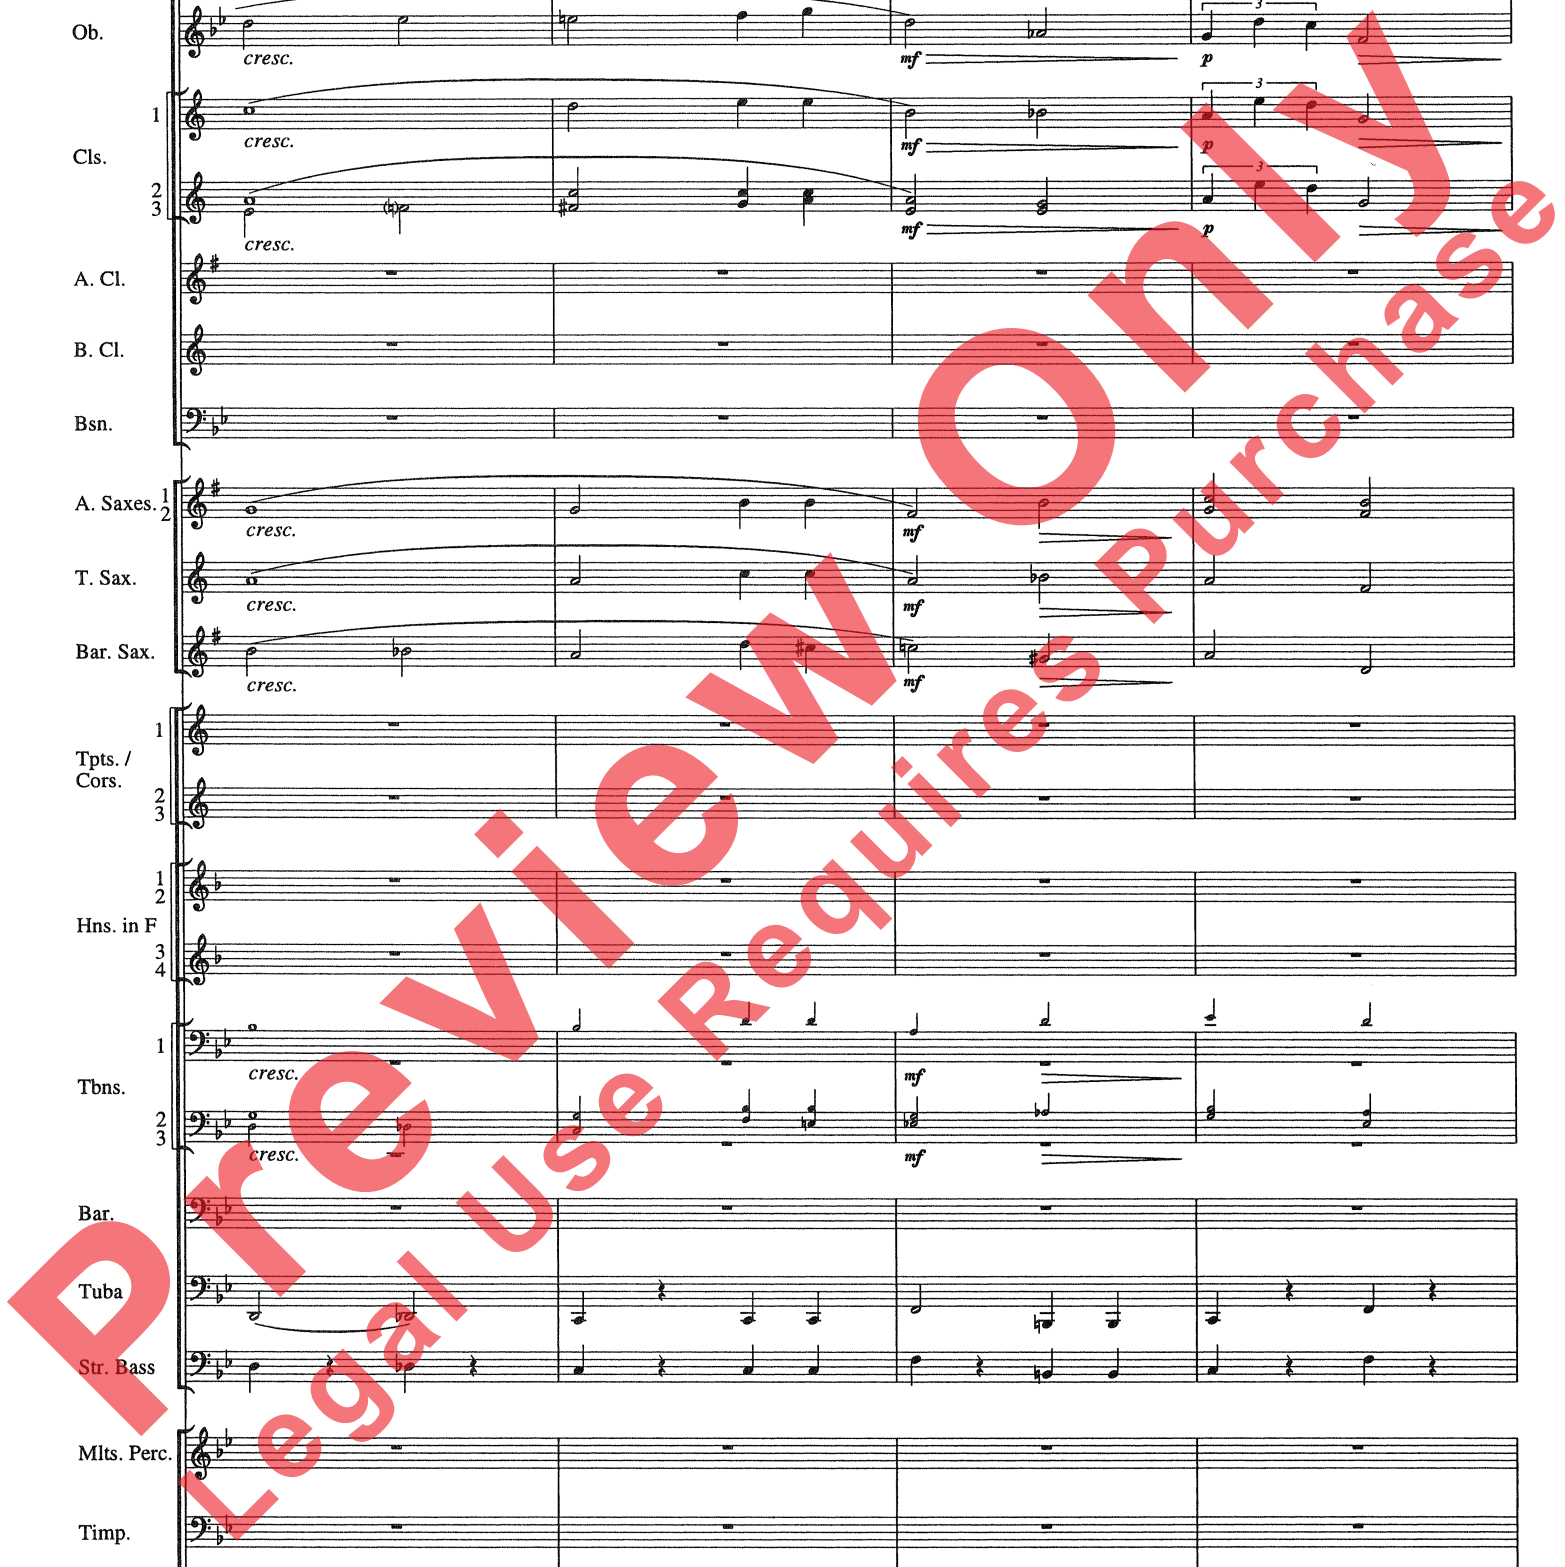 3
Ob.
cresc.
mf
p
3
1
cresc.
mf
p
Cls.
3
2
3
cresc.
mf
p
A. Cl.
B. Cl.
Bsn.
A. Saxes. 1
2
cresc.
mf
T. Sax.
cresc.
mf
Bar. Sax.
cresc.
mf
1
Tpts. /
Cors.
2
3
1
2
Hns. in F
3
4
1
cresc.
mf
Tbns.
2
3
cresc.
mf
Bar.
Tuba
Str. Bass
Mlts. Perc.
Timp.
Preview Only
Legal Use Requires Purchase